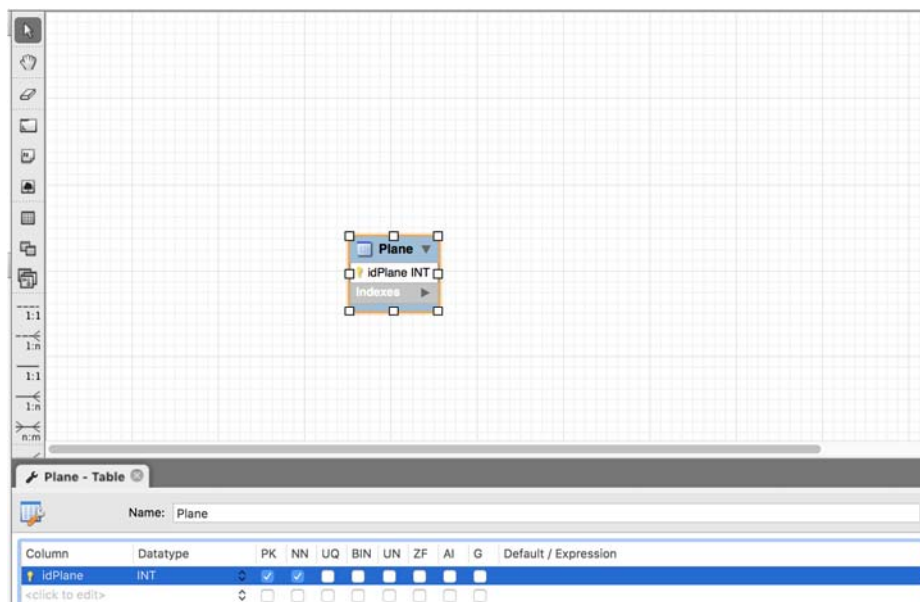 Plane
idPlane INT
Indexes
1:1
1:n
1:1
1:n
n:m
Plane - Table
Name: Plane
Column Datatype PK NN UQ BIN UN ZF AI G Default / Expression
idPlane INT
<click to edit>